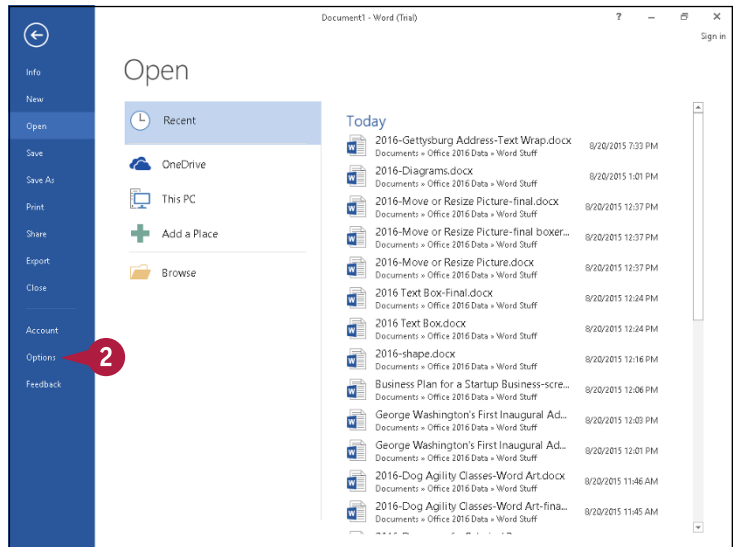 Document1 - Word (Trial)
?
Sign in
Info
New
Open
Save
Save As
Print
Share
Export
Close
Account
Options
2
Feedback
Open
Recent
OneDrive
This PC
Add a Place
Browse
Today
2016-Gettysburg Address-Text Wrap.docx 8/20/2015 7:33 PM
Documents » Office 2016 Data » Word Stuff
2016-Diagrams.docx 8/20/2015 1:01 PM
Documents » Office 2016 Data » Word Stuff
2016-Move or Resize Picture-final.docx 8/20/2015 12:37 PM
Documents » Office 2016 Data » Word Stuff
2016-Move or Resize Picture-final boxer... 8/20/2015 12:37 PM
Documents » Office 2016 Data » Word Stuff
2016-Move or Resize Picture.docx 8/20/2015 12:37 PM
Documents » Office 2016 Data » Word Stuff
2016 Text Box-Final.docx 8/20/2015 12:24 PM
Documents » Office 2016 Data » Word Stuff
2016 Text Box.docx 8/20/2015 12:24 PM
Documents » Office 2016 Data » Word Stuff
2016-shape.docx 8/20/2015 12:16 PM
Documents » Office 2016 Data » Word Stuff
Business Plan for a Startup Business-scre... 8/20/2015 12:06 PM
Documents » Office 2016 Data » Word Stuff
George Washington's First Inaugural Ad... 8/20/2015 12:03 PM
Documents » Office 2016 Data » Word Stuff
George Washington's First Inaugural Ad... 8/20/2015 12:01 PM
Documents » Office 2016 Data » Word Stuff
2016-Dog Agility Classes-Word Art.docx 8/20/2015 11:46 AM
Documents » Office 2016 Data » Word Stuff
2016-Dog Agility Classes-Word Art-fina... 8/20/2015 11:45 AM
Documents » Office 2016 Data » Word Stuff